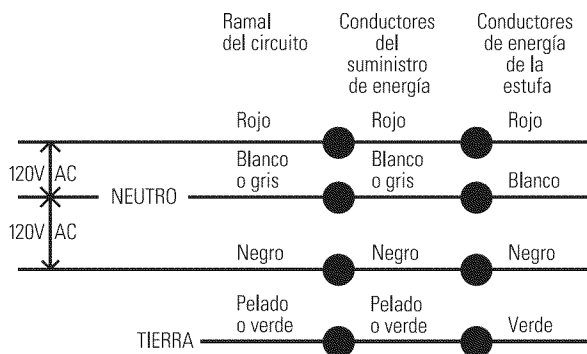 Ramal
del circuito
Conductores
del
suministro
de energía
Conductores
de energía
de la
estufa
Rojo
Rojo
Rojo
120V AC
Blanco
o gris
Blanco
o gris
Blanco
NEUTRO
120V AC
Negro
Negro
Negro
Pelado
o verde
Pelado
o verde
Verde
TIERRA